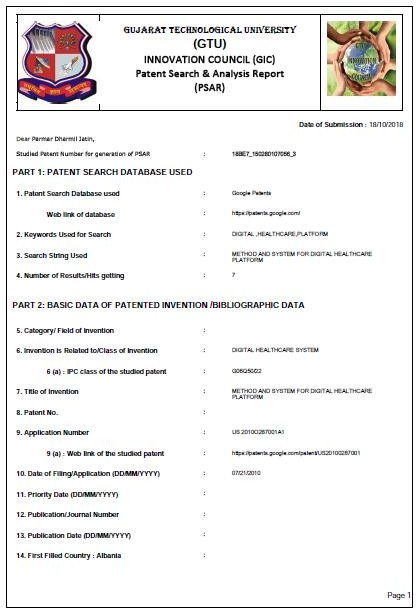 GUJARAT TECHNOLOGICAL UNIVERSITY
(GTU)
INNOVATION COUNCIL (GIC)
Patent Search & Analysis Report
(PSAR)
GTU
INNOVATION
COUNCIL
Date of Submission : 18/10/2018
Dear Parmar Dharmil Jatin,
Studied Patent Number for generation of PSAR : 18BE7_150280107056_3
PART 1: PATENT SEARCH DATABASE USED
1. Patent Search Database used : Google Patents
Web link of database : https://patents.google.com/
2. Keywords Used for Search : DIGITAL ,HEALTHCARE,PLATFORM
3. Search String Used : METHOD AND SYSTEM FOR DIGITAL HEALTHCARE
PLATFORM
4. Number of Results/Hits getting : 7
PART 2: BASIC DATA OF PATENTED INVENTION /BIBLIOGRAPHIC DATA
5. Category/ Field of Invention :
6. Invention is Related to/Class of Invention : DIGITAL HEALTHCARE SYSTEM
6 (a) : IPC class of the studied patent : G06Q50/22
7. Title of Invention : METHOD AND SYSTEM FOR DIGITAL HEALTHCARE
PLATFORM
8. Patent No. :
9. Application Number : US 2010O287001A1
9 (a) : Web link of the studied patent : https://patents.google.com/patent/US20100287001
10. Date of Filing/Application (DD/MM/YYYY) : 07/21/2010
11. Priority Date (DD/MM/YYYY) :
12. Publication/Journal Number :
13. Publication Date (DD/MM/YYYY) :
14. First Filled Country : Albania :
Page 1